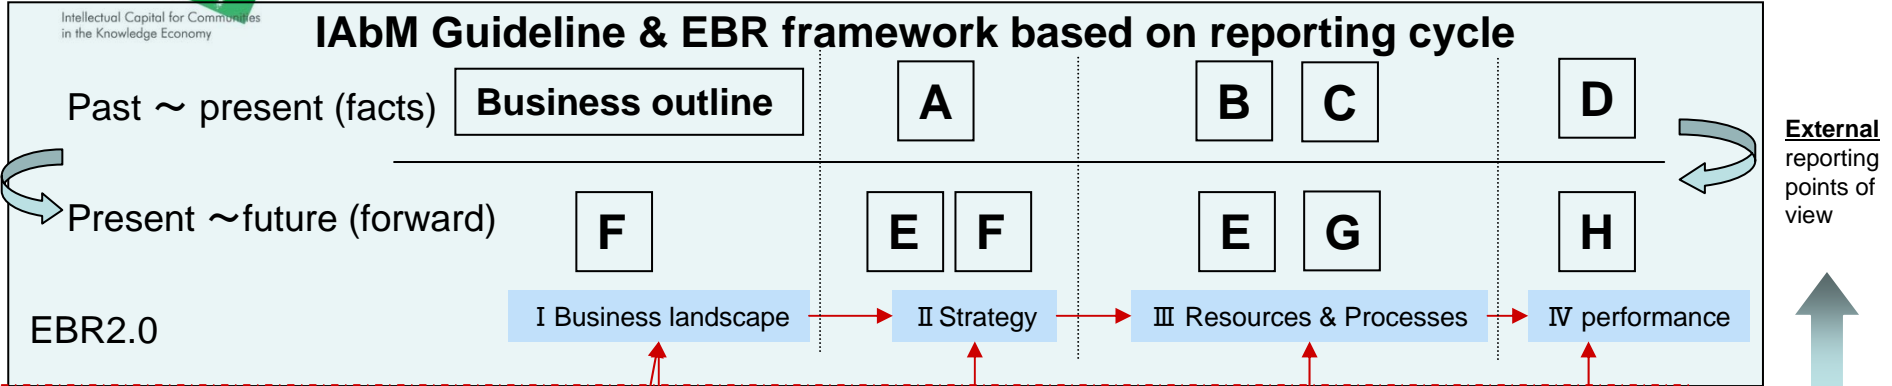 Intellectual Capital for Communities
in the Knowledge Economy
IAbM Guideline & EBR framework based on reporting cycle
Past ～ present (facts) Business outline A B C D
External
reporting
points of
view
Present ～future (forward) F E F E G H
EBR2.0 Ⅰ Business landscape Ⅱ Strategy Ⅲ Resources & Processes Ⅳ performance